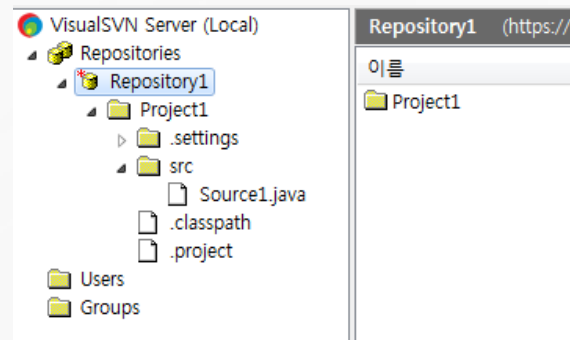 VisualSVN Server (Local)
Repositories
Repository1
Project1
.settings
src
Source1.java
.classpath
.project
Users
Groups
Repository1 (https://
이름
Project1